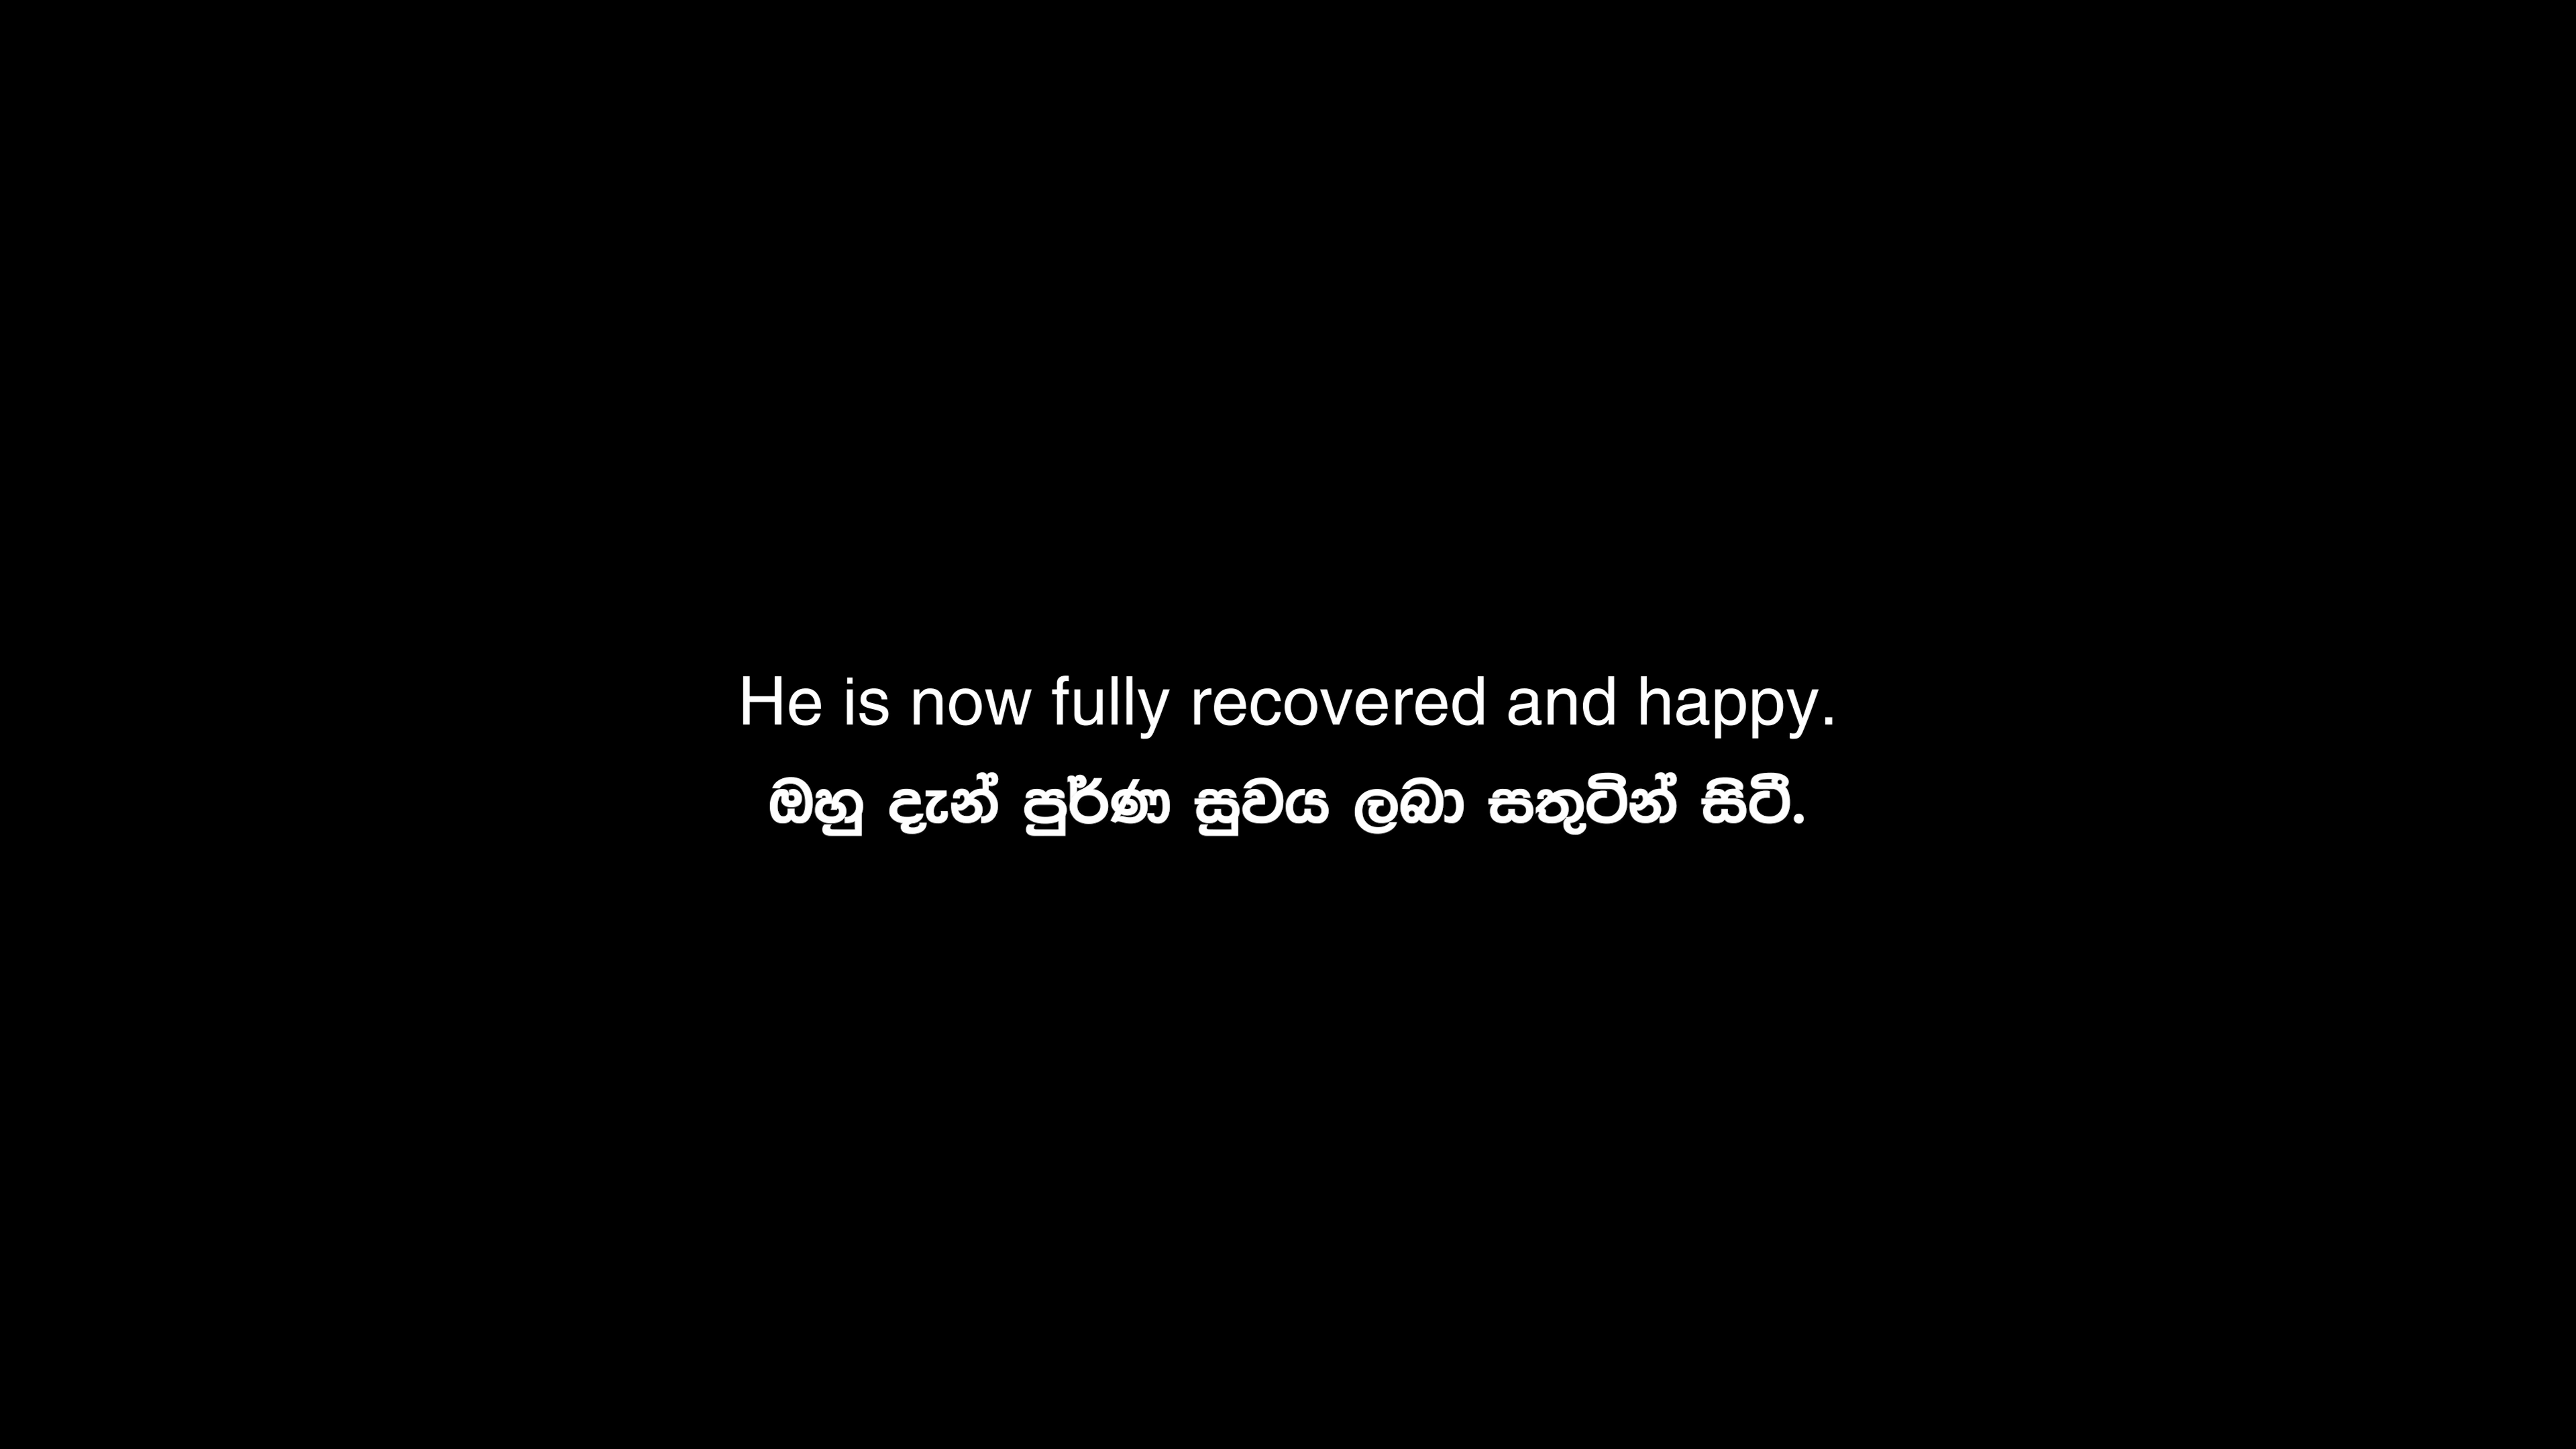 He is now fully recovered and happy.
ඔහු දැන් පුර්ණ සුවය ලබා සතුටින් සිටී.